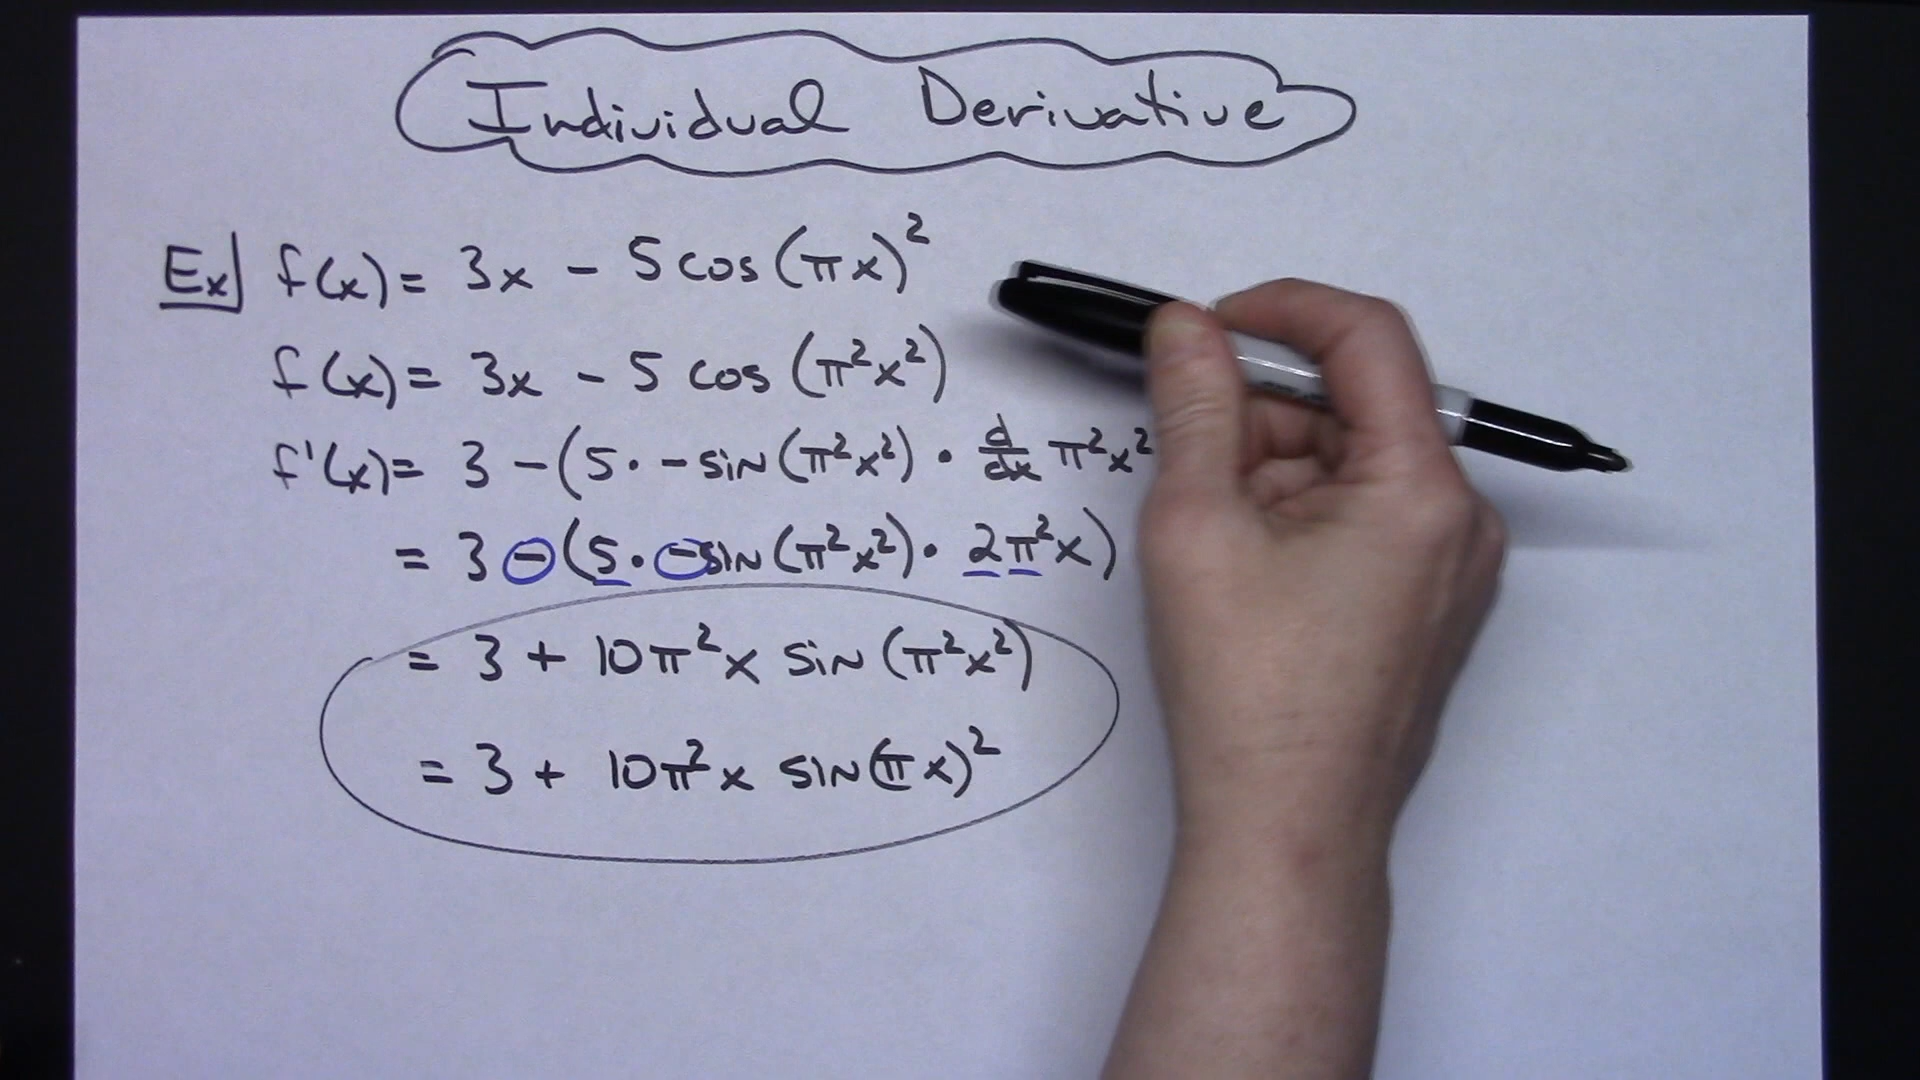 Individual Derivative
Ex f(x) = 3x - 5 cos (πx)²
f(x) = 3x - 5 cos (π²x²)
f'(x) = 3 - (5 · - sin (π²x²) · d/dx π²x²
= 3 - (5 · - sin (π²x²) · 2π²x)
= 3 + 10π²x sin (π²x²)
= 3 + 10π²x sin (πx)²